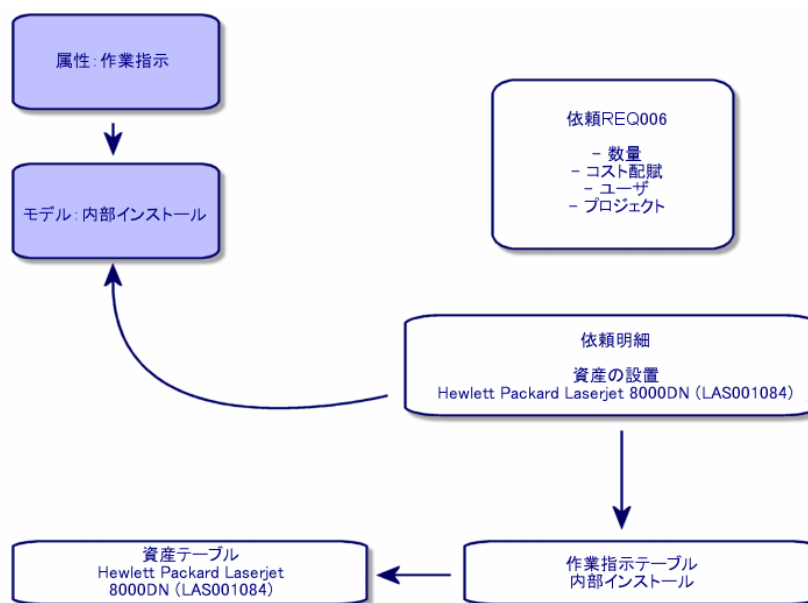 属性：作業指示
モデル：内部インストール
依頼REQ006
– 数量
– コスト配賦
– ユーザ
– プロジェクト
依頼明細
資産の設置
Hewlett Packard Laserjet 8000DN (LAS001084)
資産テーブル
Hewlett Packard Laserjet
8000DN (LAS001084)
作業指示テーブル
内部インストール